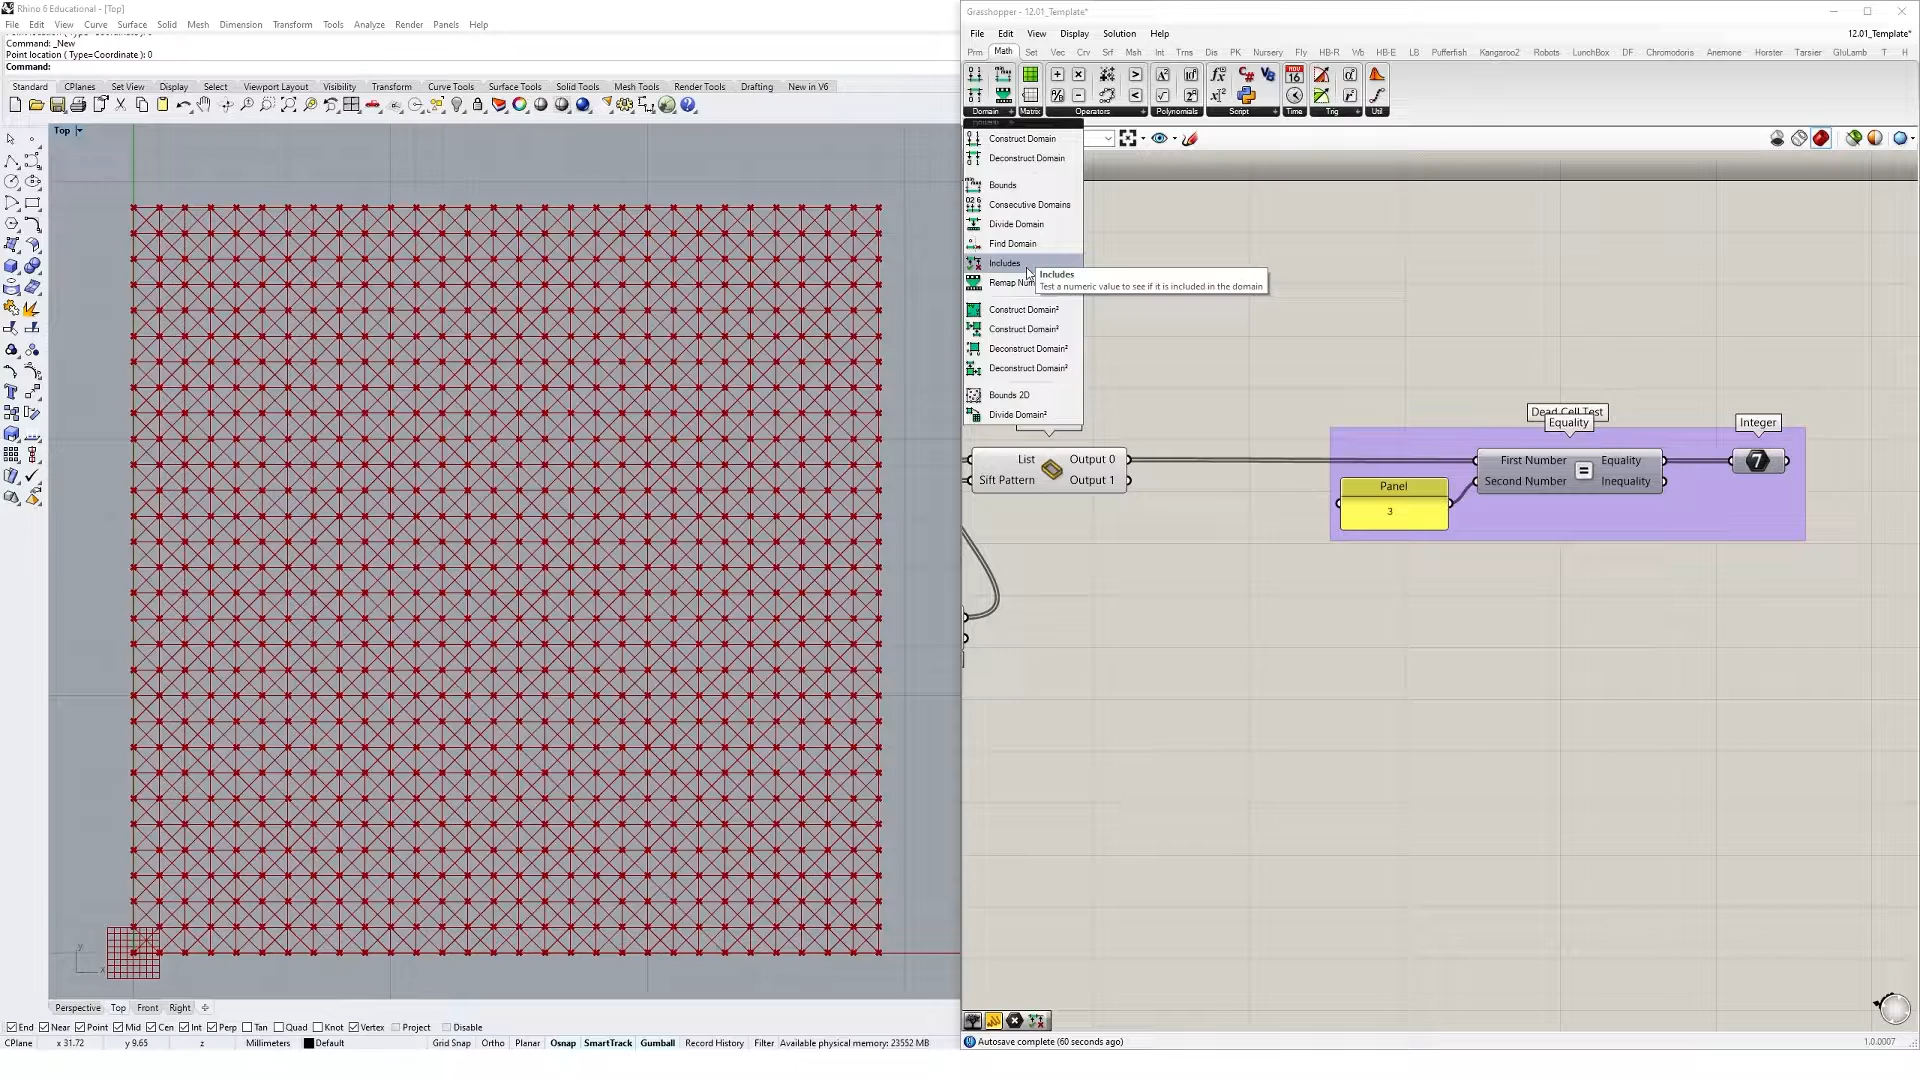 Rhino 6 Educational - [Top]
File Edit View Curve Surface Solid Mesh Dimension Transform Tools Analyze Render Panels Help
Command: _New
Point location ( Type=Coordinate ): 0
Command:
Standard CPlanes Set View Display Select Viewport Layout Visibility Transform Curve Tools Surface Tools Solid Tools Mesh Tools Render Tools Drafting New in V6
Top
y
x
Perspective Top Front Right
End Near Point Mid Cen Int Perp Tan Quad Knot Vertex Project Disable
CPlane x 31.72 y 9.65 z Millimeters Default Grid Snap Ortho Planar Osnap SmartTrack Gumball Record History Filter Available physical memory: 23552 MB
Grasshopper - 12.01_Template*
File Edit View Display Solution Help
12.01_Template*
Prm Math Set Vec Crv Srf Msh Int Trns Dis PK Nursery Fly HB-R Wb HB-E LB Pufferfish Kangaroo2 Robots LunchBox DF Chromodoris Anemone Horster Tarsier GluLamb T H
Domain Matrix Operators Polynomials Script Time Trig Util
Construct Domain
Deconstruct Domain
Bounds
Consecutive Domains
Divide Domain
Find Domain
Includes
Remap Num
Construct Domain²
Construct Domain²
Deconstruct Domain²
Deconstruct Domain²
Bounds 2D
Divide Domain²
Includes
Test a numeric value to see if it is included in the domain
List Output 0
Sift Pattern Output 1
Dead Cell Test
Equality
Integer
First Number Equality
Second Number Inequality
Panel
3
7
Autosave complete (60 seconds ago)
1.0.0007